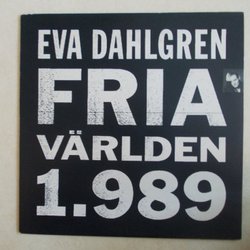 EVA DAHLGREN
FRIA
VÄRLDEN
1.989